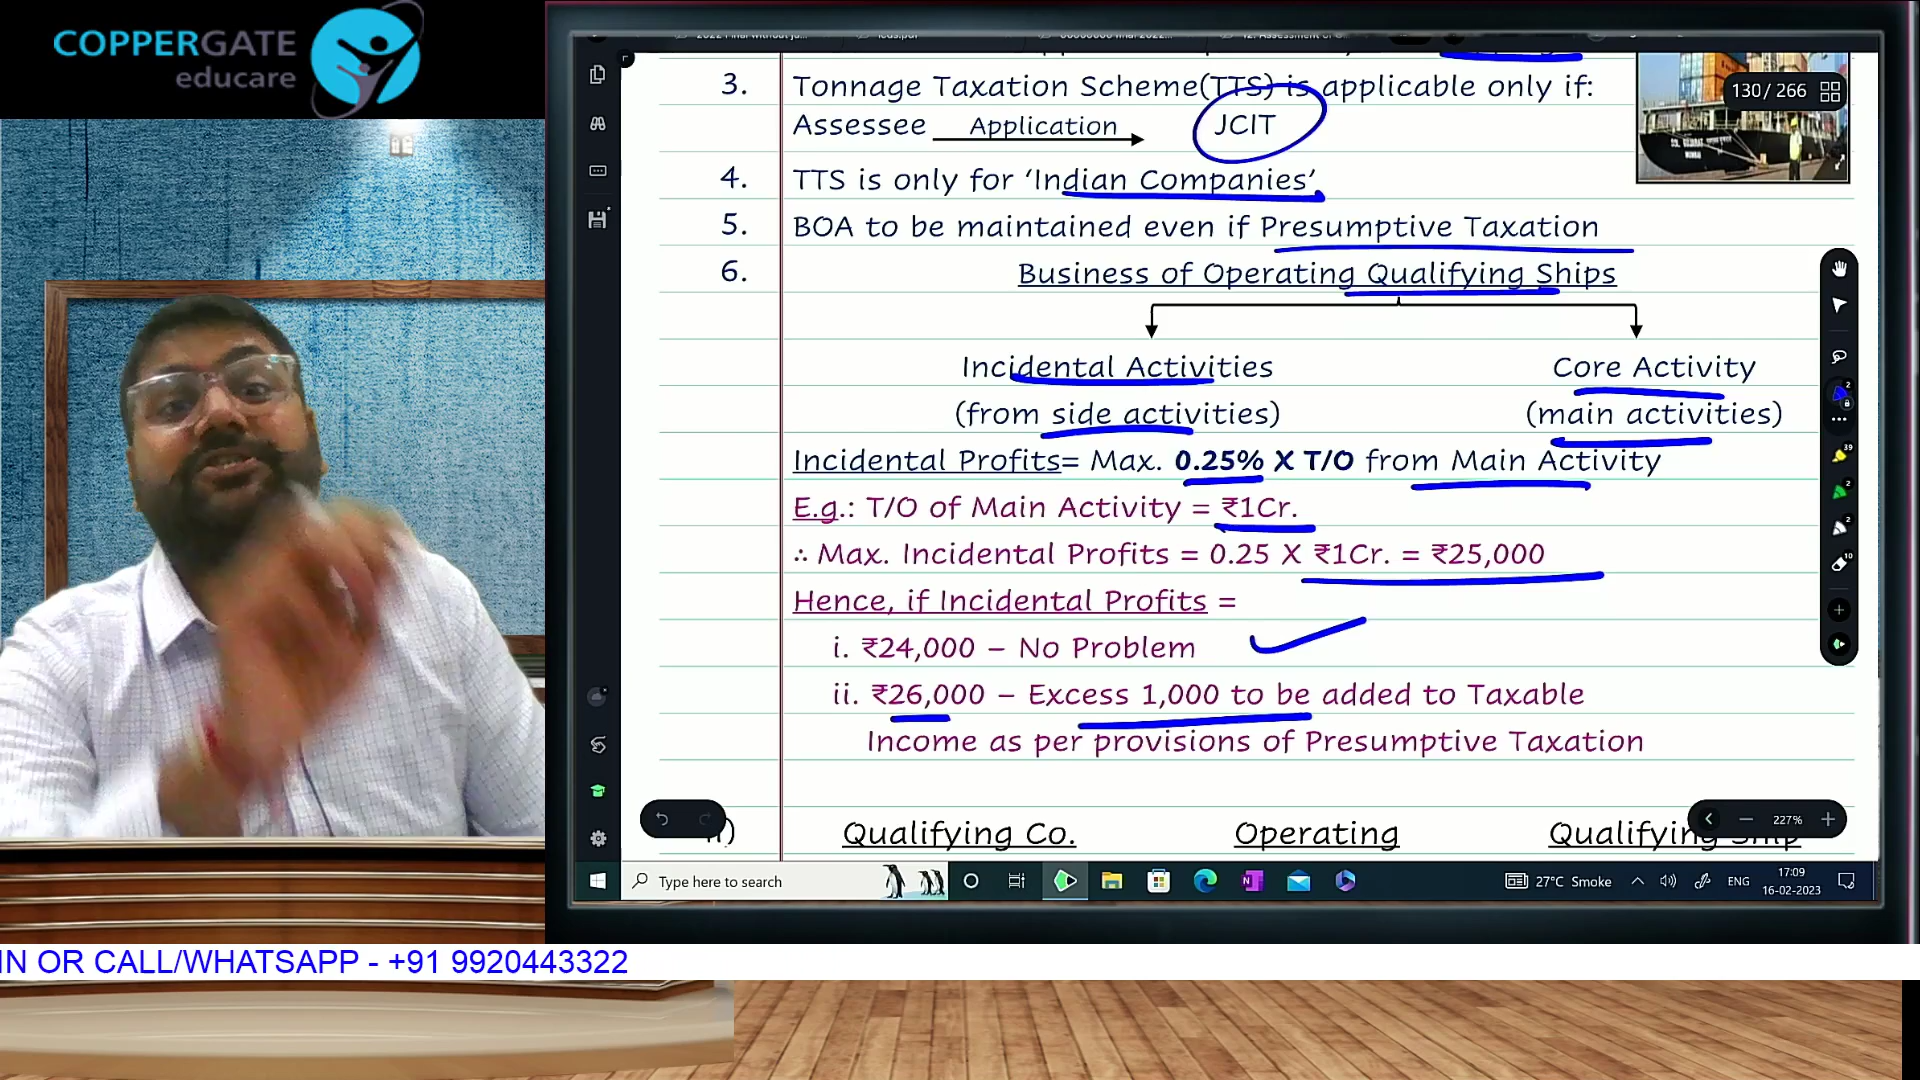 COPPERGATE
educare
130 / 266
3. Tonnage Taxation Scheme(TTS) is applicable only if:
Assessee Application JCIT
4. TTS is only for ‘Indian Companies’
5. BOA to be maintained even if Presumptive Taxation
6. Business of Operating Qualifying Ships
Incidental Activities Core Activity
(from side activities) (main activities)
Incidental Profits= Max. 0.25% X T/O from Main Activity
E.g.: T/O of Main Activity = ₹1Cr.
∴ Max. Incidental Profits = 0.25 X ₹1Cr. = ₹25,000
Hence, if Incidental Profits =
i. ₹24,000 – No Problem
ii. ₹26,000 – Excess 1,000 to be added to Taxable
Income as per provisions of Presumptive Taxation
Qualifying Co. Operating Qualifying Ship
227%
Type here to search
27°C Smoke ENG 17:09
16-02-2023
IN OR CALL/WHATSAPP - +91 9920443322